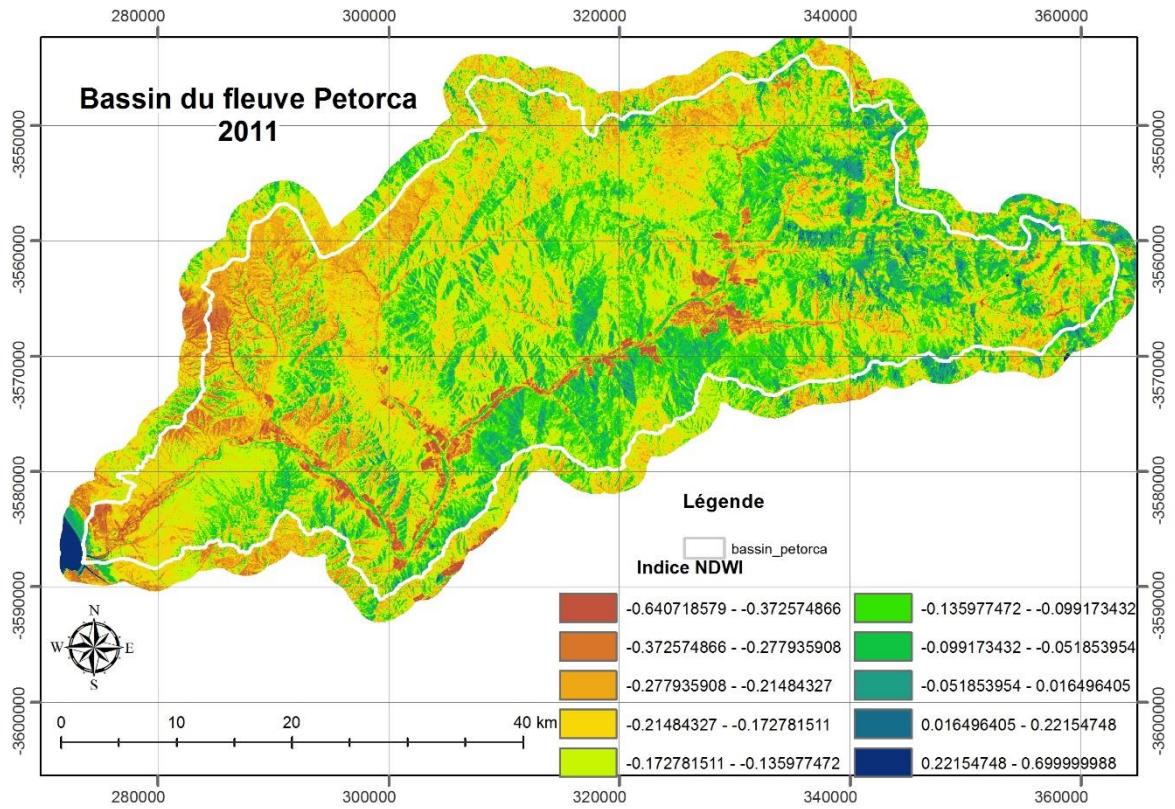 280000 300000 320000 340000 360000
Bassin du fleuve Petorca
2011
-3550000 -3550000
-3560000 -3560000
-3570000 -3570000
-3580000 -3580000
-3590000 -3590000
-3600000 -3600000
Légende
bassin_petorca
Indice NDWI
-0.640718579 - -0.372574866
-0.372574866 - -0.277935908
-0.277935908 - -0.21484327
-0.21484327 - -0.172781511
-0.172781511 - -0.135977472
-0.135977472 - -0.099173432
-0.099173432 - -0.051853954
-0.051853954 - 0.016496405
0.016496405 - 0.22154748
0.22154748 - 0.699999988
N
W E
S
0 10 20 40 km
280000 300000 320000 340000 360000